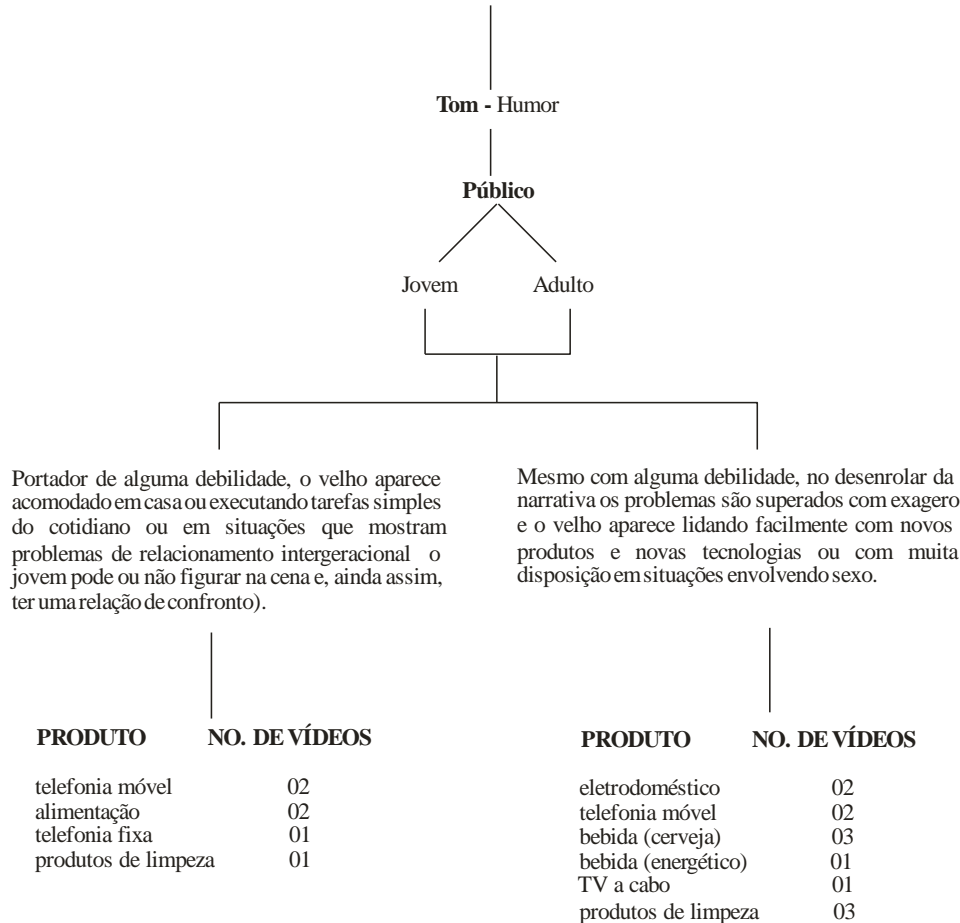 Tom - Humor
Público
Jovem Adulto
Portador de alguma debilidade, o velho aparece
acomodado em casa ou executando tarefas simples
do cotidiano ou em situações que mostram
problemas de relacionamento intergeracional o
jovem pode ou não figurar na cena e, ainda assim,
ter uma relação de confronto).
Mesmo com alguma debilidade, no desenrolar da
narrativa os problemas são superados com exagero
e o velho aparece lidando facilmente com novos
produtos e novas tecnologias ou com muita
disposição em situações envolvendo sexo.
PRODUTO NO. DE VÍDEOS
telefonia móvel 02
alimentação 02
telefonia fixa 01
produtos de limpeza 01
PRODUTO NO. DE VÍDEOS
eletrodoméstico 02
telefonia móvel 02
bebida (cerveja) 03
bebida (energético) 01
TV a cabo 01
produtos de limpeza 03